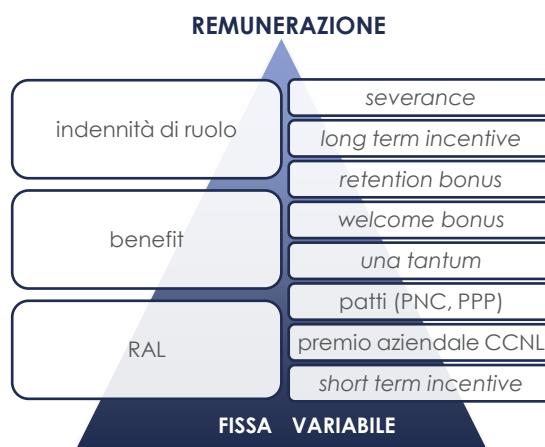 REMUNERAZIONE
indennità di ruolo
benefit
RAL
severance
long term incentive
retention bonus
welcome bonus
una tantum
patti (PNC, PPP)
premio aziendale CCNL
short term incentive
FISSA VARIABILE